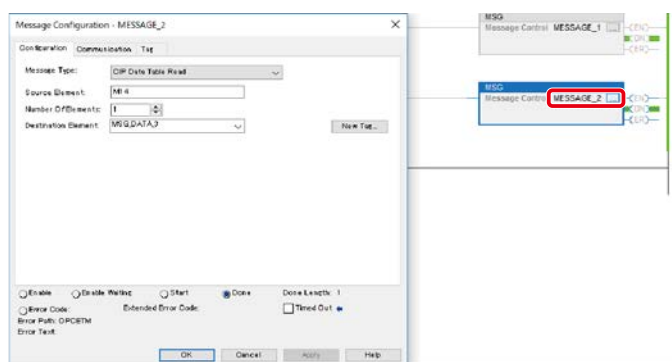 Message Configuration - MESSAGE_2
Configuration Communication Tag
Message Type: CIP Data Table Read
Source Element: MI 4
Number Of Elements: 1
Destination Element: MSG_DATA_2
New Tag...
Enable Enable Waiting Start Done Done Length: 1
Error Code: Extended Error Code: Timed Out
Error Path: OPCETM
Error Text:
OK Cancel Apply Help
MSG
Message Control MESSAGE_1 ...
EN
DN
ER
MSG
Message Control MESSAGE_2 ...
EN
DN
ER